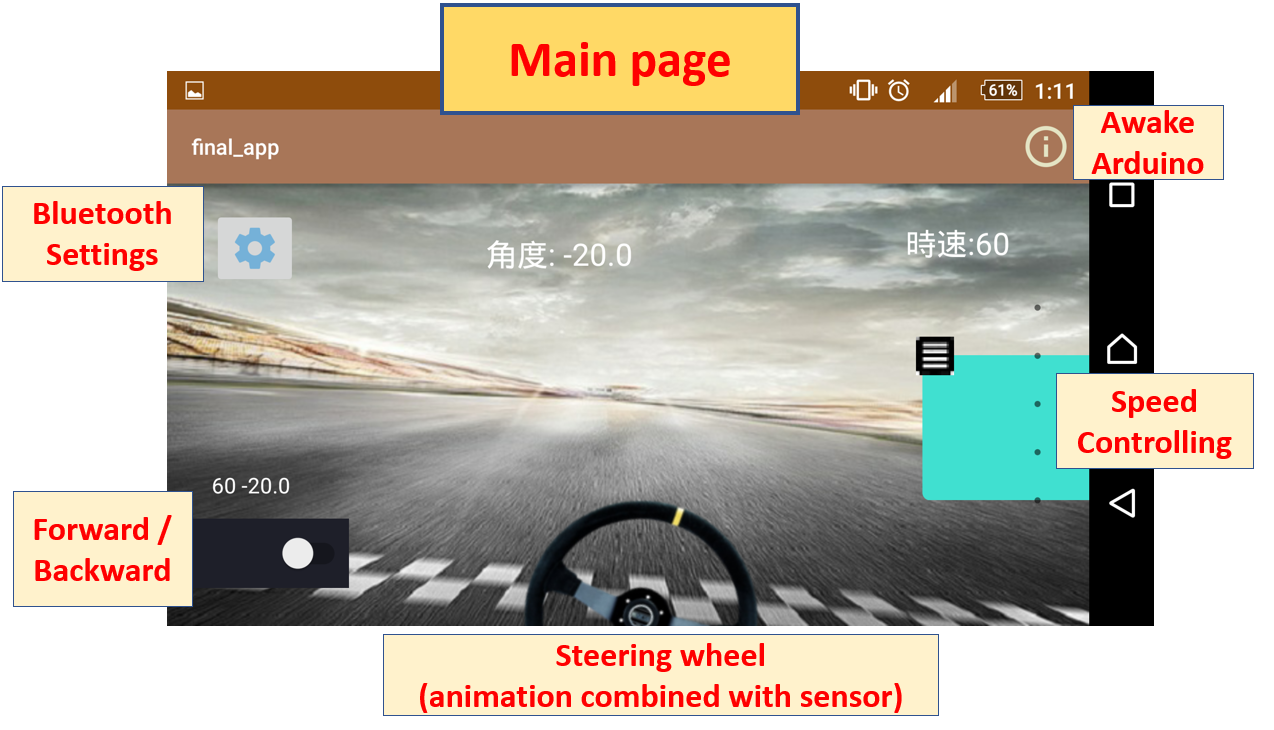 Main page
61%
1:11
final_app
Awake
Arduino
Bluetooth
Settings
角度: -20.0
時速:60
Speed
Controlling
60 -20.0
Forward /
Backward
Steering wheel
(animation combined with sensor)